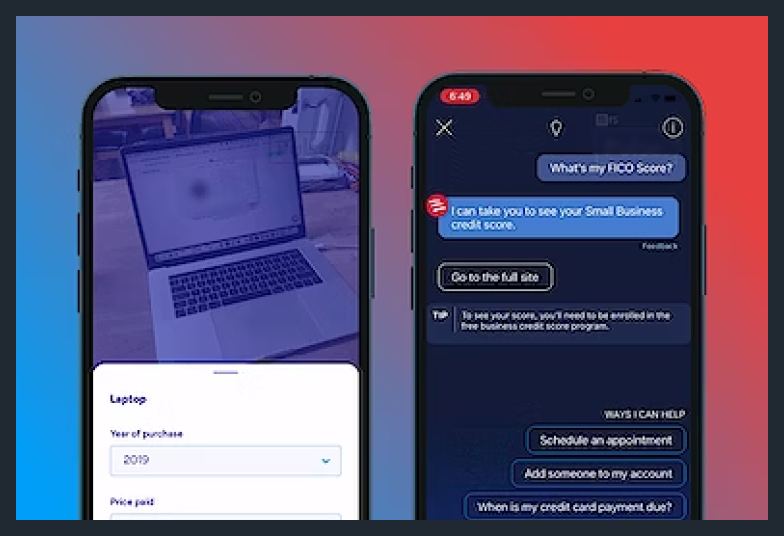 Laptop
Year of purchase
2019
Price paid
6:49
What's my FICO Score?
I can take you to see your Small Business
credit score.
Feedback
Go to the full site
TIP
To see your score, you'll need to be enrolled in the
free business credit score program.
WAYS I CAN HELP
Schedule an appointment
Add someone to my account
When is my credit card payment due?